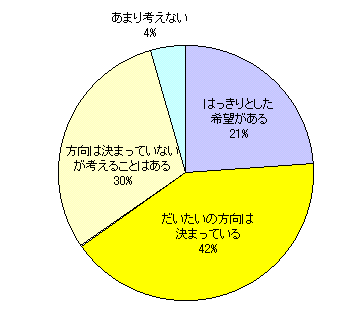 あまり考えない
4%
はっきりとした
希望がある
21%
方向は決まっていない
が考えることはある
30%
だいたいの方向は
決まっている
42%